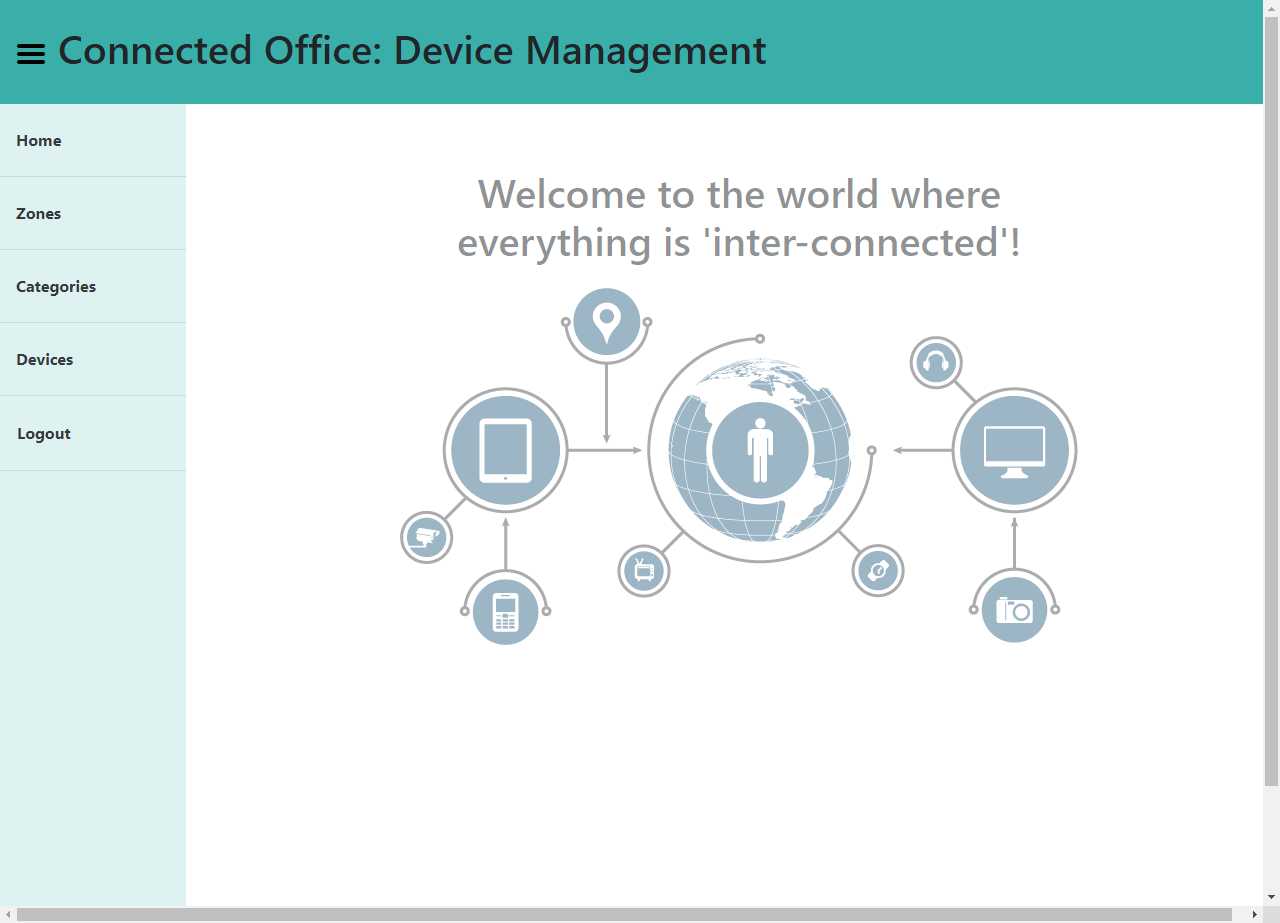 Connected Office: Device Management
Home
Zones
Categories
Devices
Logout
Welcome to the world where
everything is 'inter-connected'!